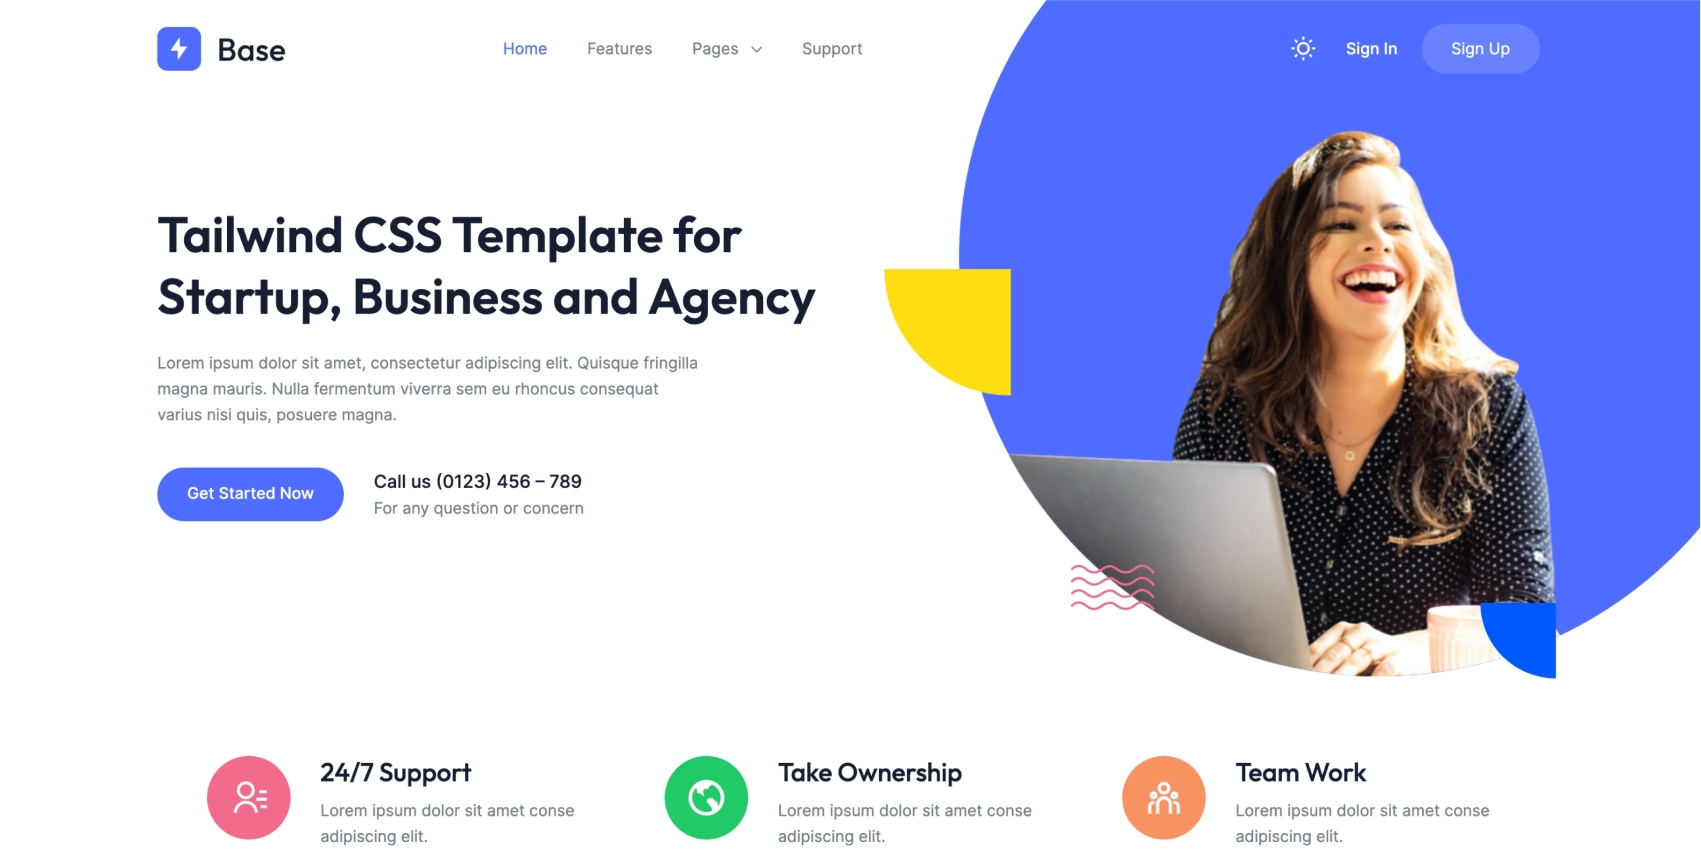 Base
Home
Features
Pages
Support
Sign In
Sign Up
Tailwind CSS Template for
Startup, Business and Agency
Lorem ipsum dolor sit amet, consectetur adipiscing elit. Quisque fringilla
magna mauris. Nulla fermentum viverra sem eu rhoncus consequat
varius nisi quis, posuere magna.
Get Started Now
Call us (0123) 456 – 789
For any question or concern
24/7 Support
Lorem ipsum dolor sit amet conse
adipiscing elit.
Take Ownership
Lorem ipsum dolor sit amet conse
adipiscing elit.
Team Work
Lorem ipsum dolor sit amet conse
adipiscing elit.